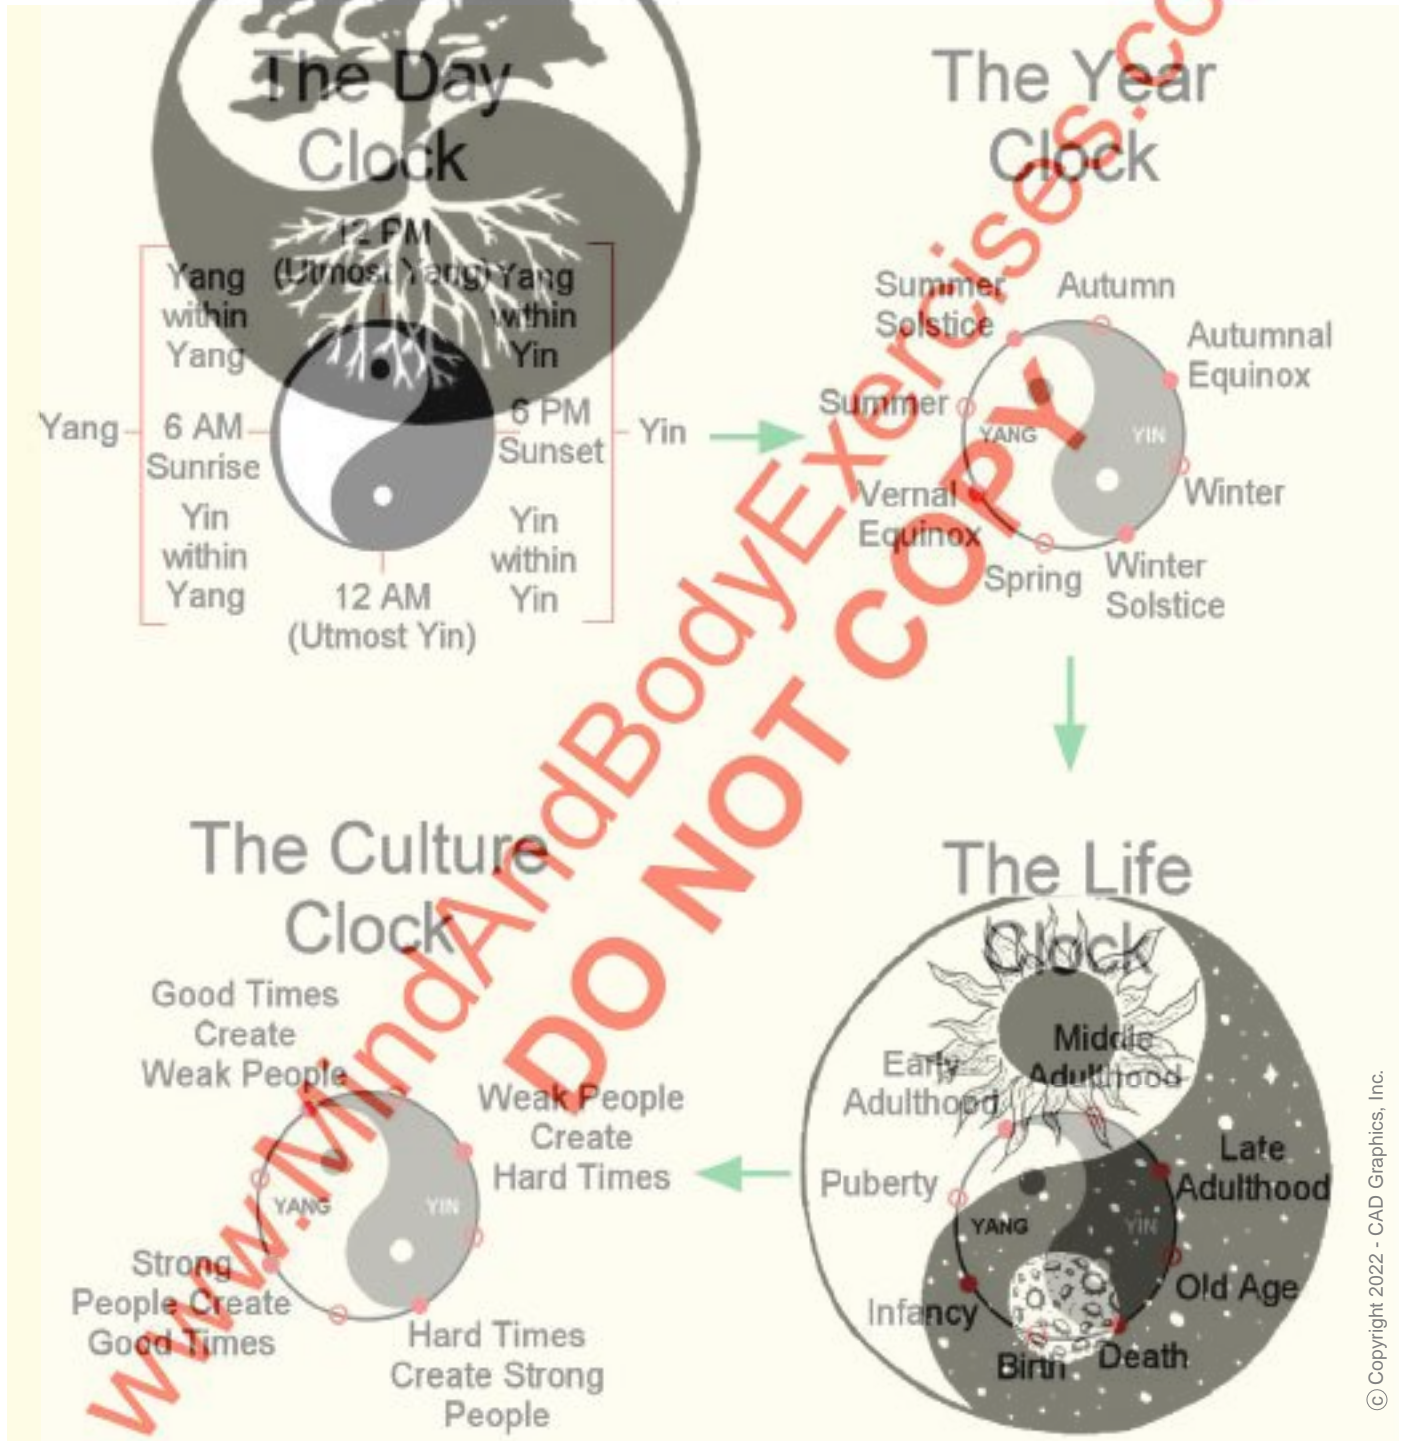 The Day
Clock
12 PM
(Utmost Yang)
Yang
within
Yang
Yang
within
Yin
Yang
6 AM
Sunrise
6 PM
Sunset
Yin
Yin
within
Yang
Yin
within
Yin
12 AM
(Utmost Yin)
The Year
Clock
Summer
Solstice
Autumn
Autumnal
Equinox
Summer
YANG
YIN
Vernal
Equinox
Winter
Spring
Winter
Solstice
The Culture
Clock
Good Times
Create
Weak People
Weak People
Create
Hard Times
YANG
YIN
Strong
People Create
Good Times
Hard Times
Create Strong
People
The Life
Clock
Middle
Adulthood
Early
Adulthood
Late
Adulthood
Puberty
YANG
YIN
Old Age
Infancy
Birth
Death
www.MindAndBodyExercises.co
DO NOT COPY
© Copyright 2022 - CAD Graphics, Inc.